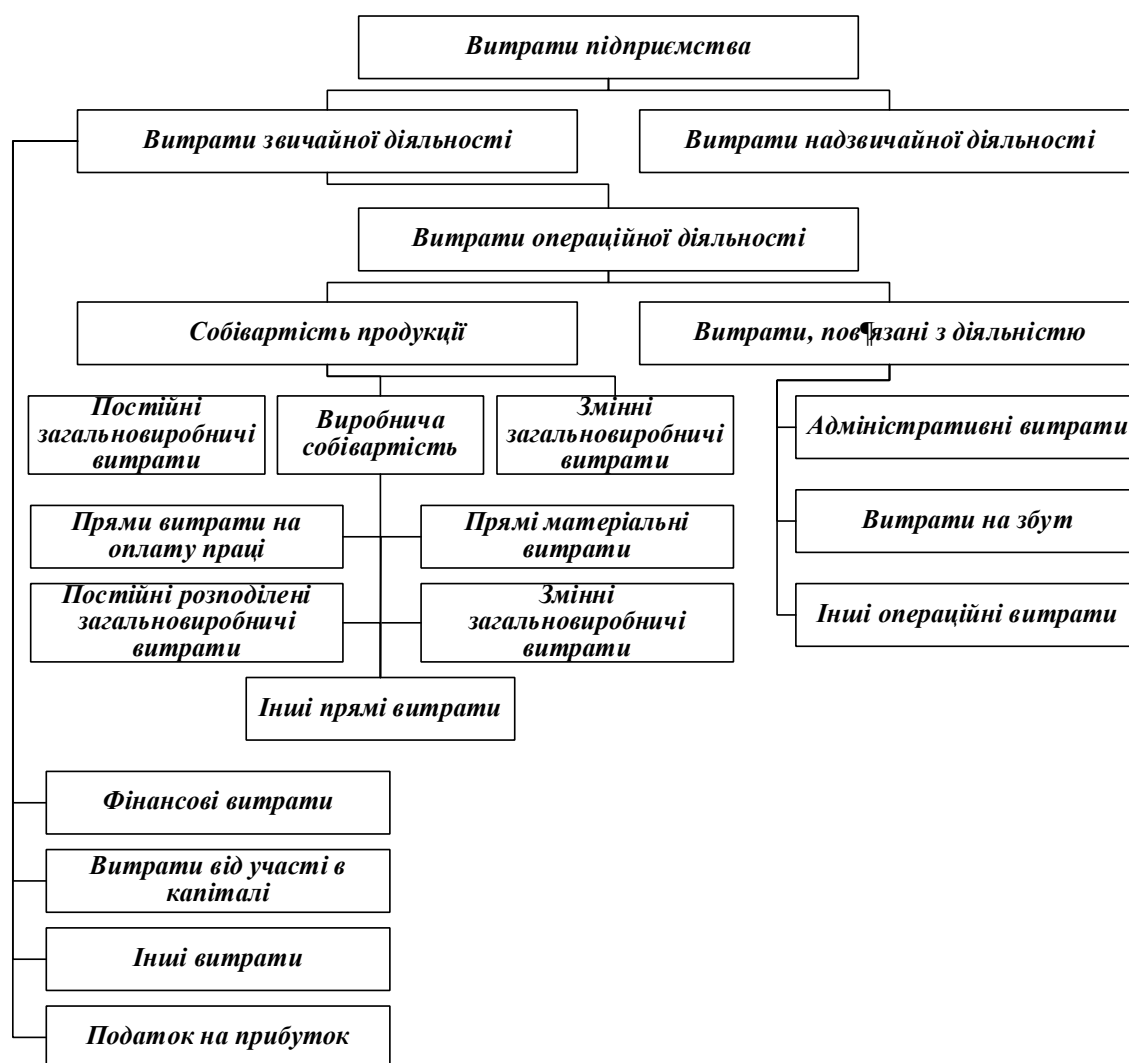 Витрати підприємства
Витрати звичайної діяльності
Витрати надзвичайної діяльності
Витрати операційної діяльності
Собівартість продукції
Витрати, пов¶язані з діяльністю
Постійні
загальновиробничі
витрати
Виробнича
собівартість
Змінні
загальновиробничі
витрати
Адміністративні витрати
Прями витрати на
оплату праці
Прямі матеріальні
витрати
Витрати на збут
Постійні розподілені
загальновиробничі
витрати
Змінні
загальновиробничі
витрати
Інші операційні витрати
Інші прямі витрати
Фінансові витрати
Витрати від участі в
капіталі
Інші витрати
Податок на прибуток